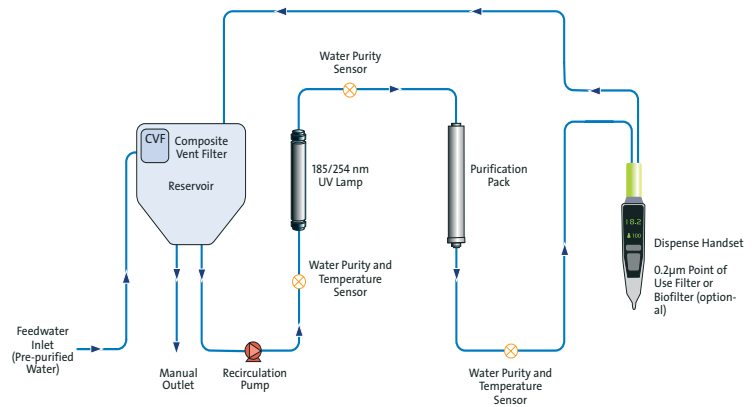 Water Purity
Sensor
CVF
Composite
Vent Filter
Reservoir
185/254 nm
UV Lamp
Purification
Pack
18.2
100
Dispense Handset
0.2µm Point of
Use Filter or
Biofilter (option-
al)
Water Purity and
Temperature
Sensor
Feedwater
Inlet
(Pre-purified
Water)
Manual
Outlet
Recirculation
Pump
Water Purity and
Temperature
Sensor